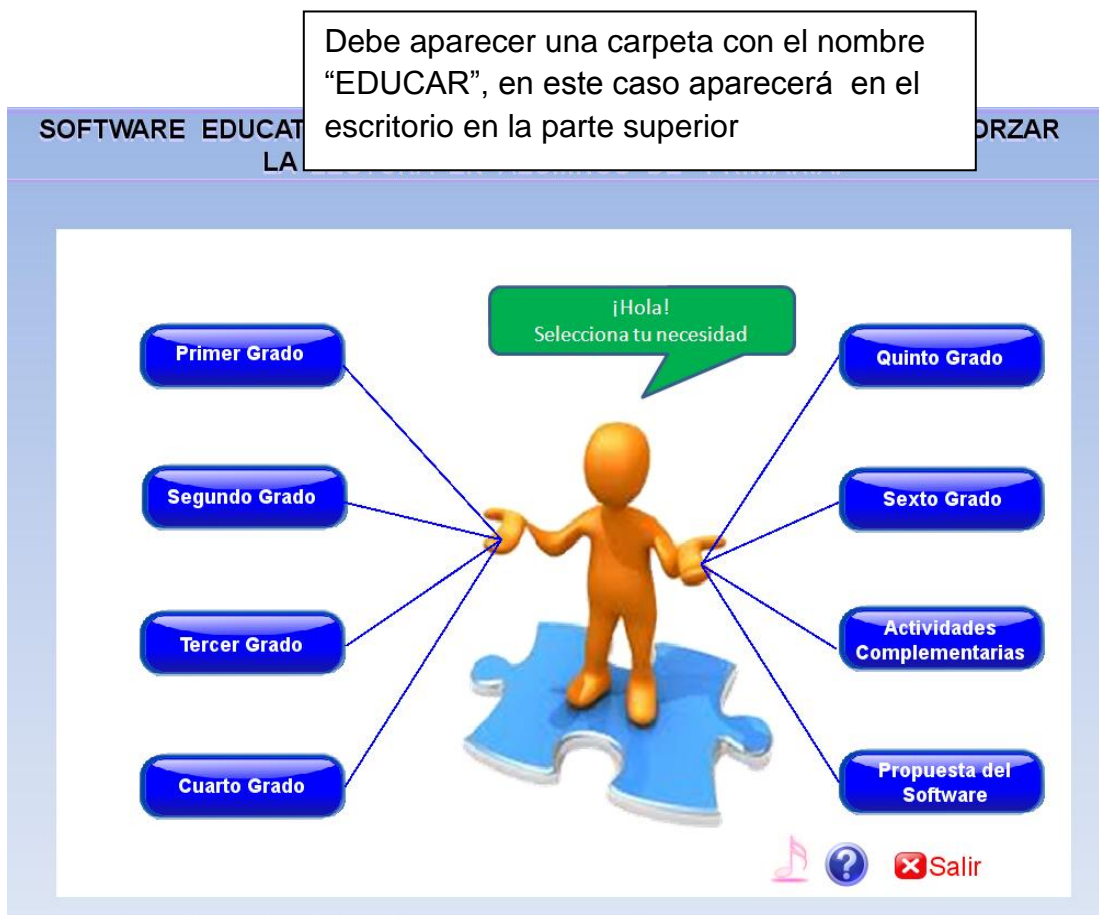 Debe aparecer una carpeta con el nombre
“EDUCAR”, en este caso aparecerá en el
escritorio en la parte superior
SOFTWARE
LA
¡Hola!
Selecciona tu necesidad
Primer Grado
Segundo Grado
Tercer Grado
Cuarto Grado
Quinto Grado
Sexto Grado
Actividades
Complementarias
Propuesta del
Software
Salir